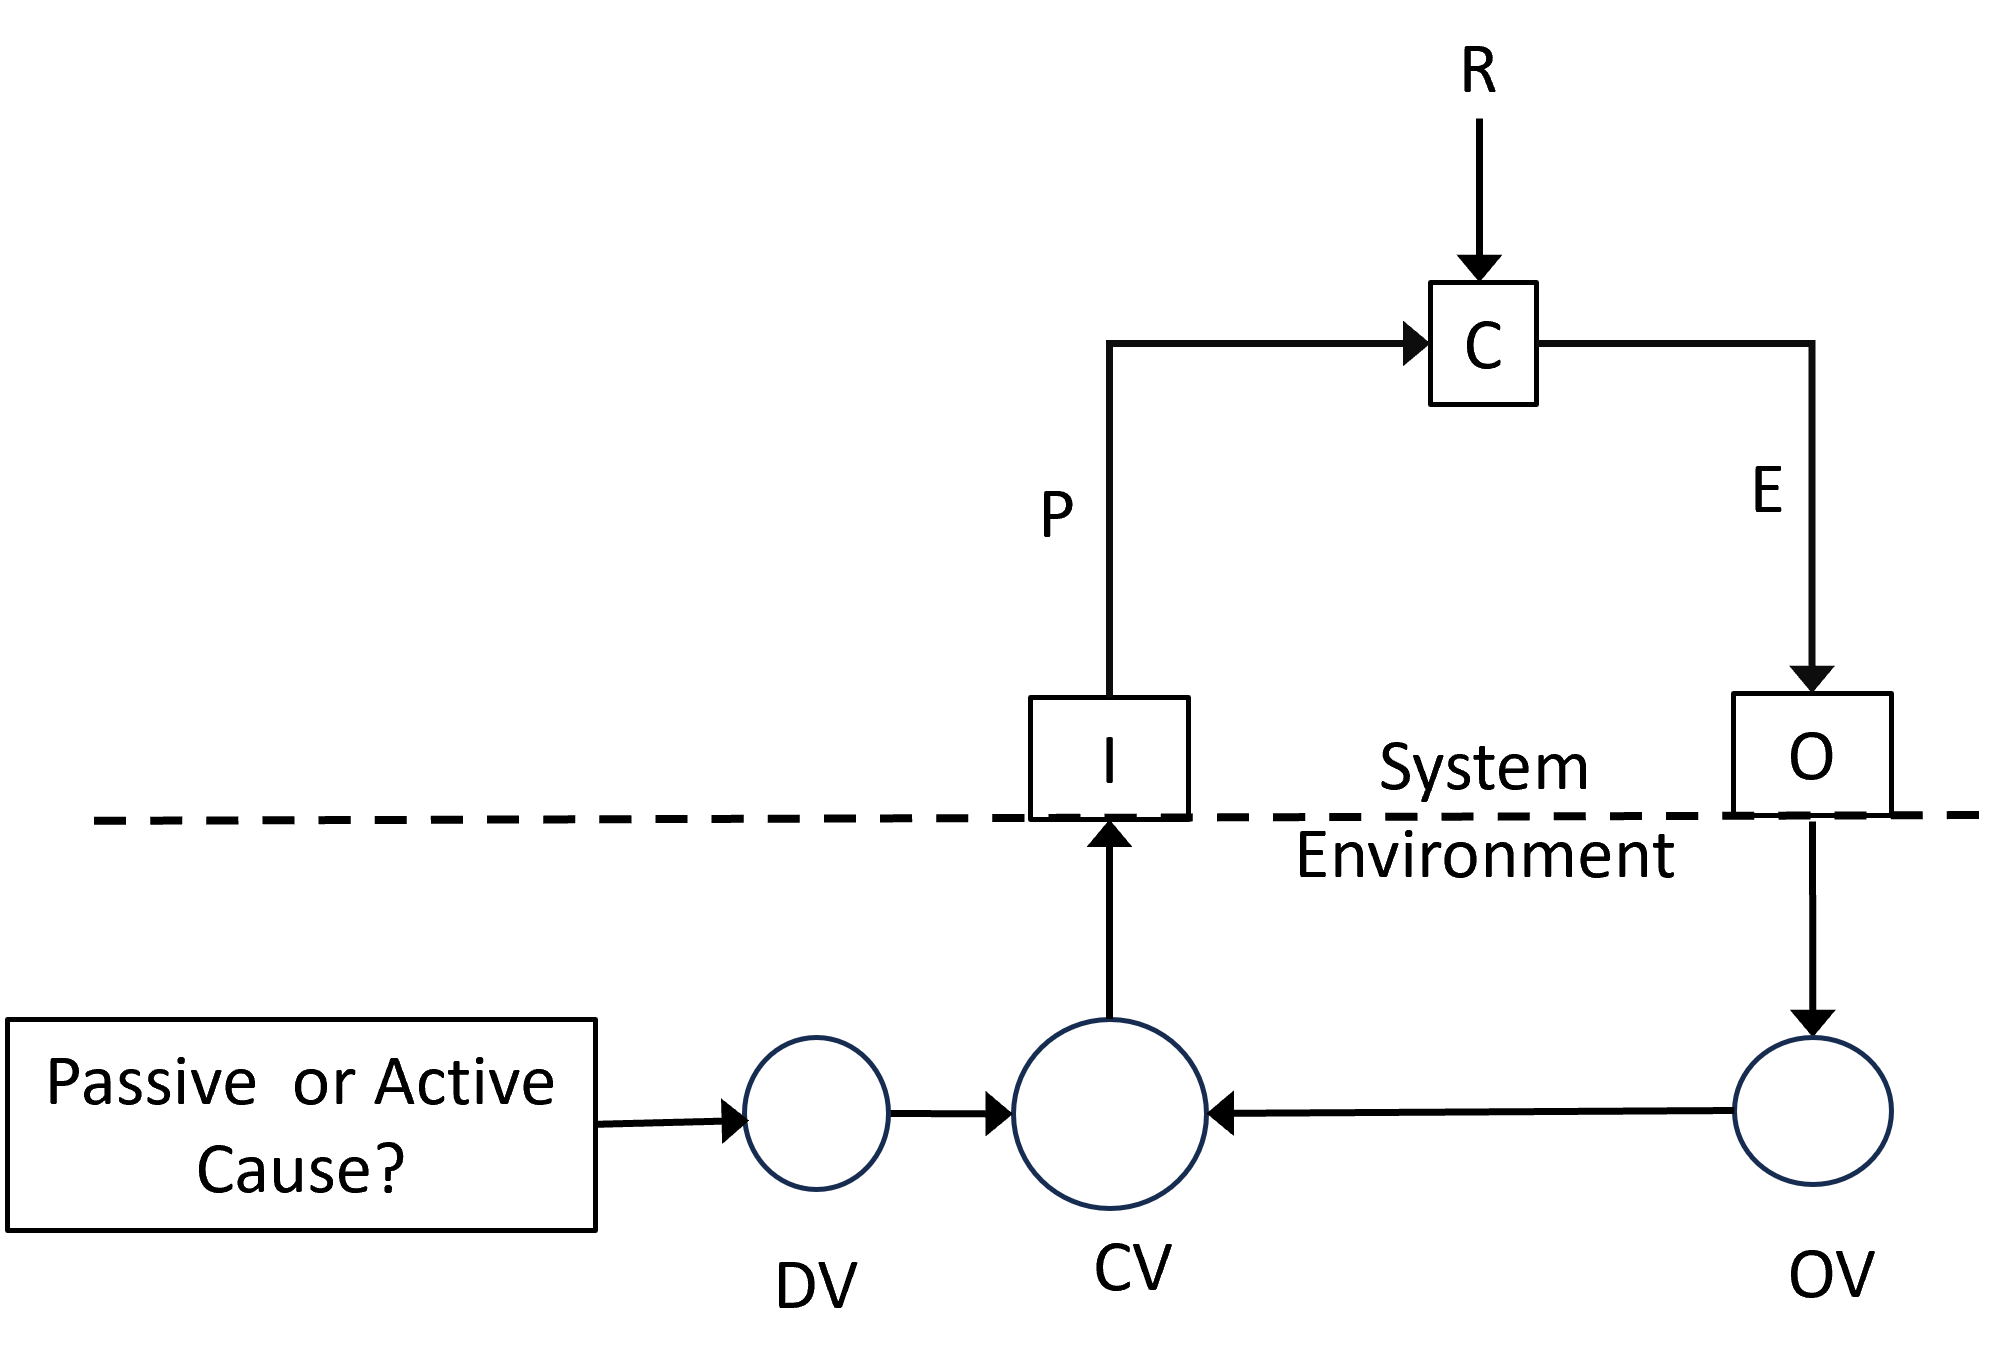 R
C
P
E
I
System
O
Environment
Passive or Active
Cause?
DV
CV
OV